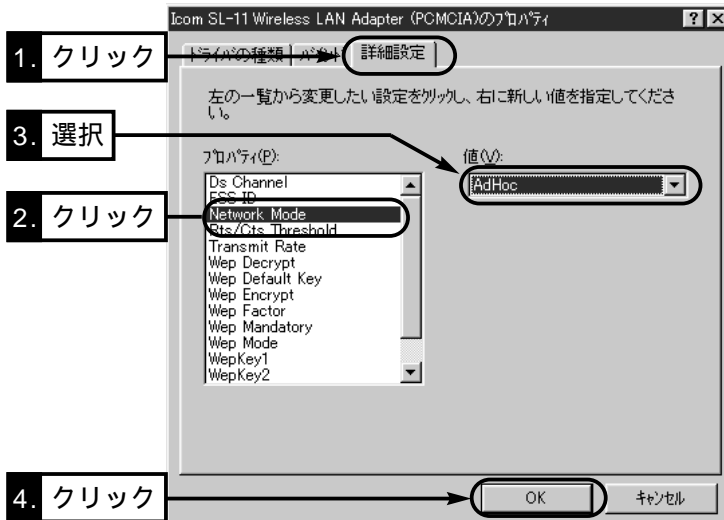 Icom SL-11 Wireless LAN Adapter (PCMCIA)のプロパティ
1. クリック
ドライバの種類
詳細設定
左の一覧から変更したい設定をクリックし、右に新しい値を指定してくださ
い。
3. 選択
プロパティ(P):
値(V):
Ds Channel
AdHoc
ESS ID
2. クリック
Network Mode
Rts/Cts Threshold
Transmit Rate
Wep Decrypt
Wep Default Key
Wep Encrypt
Wep Factor
Wep Mandatory
Wep Mode
WepKey1
WepKey2
4. クリック
OK
キャンセル